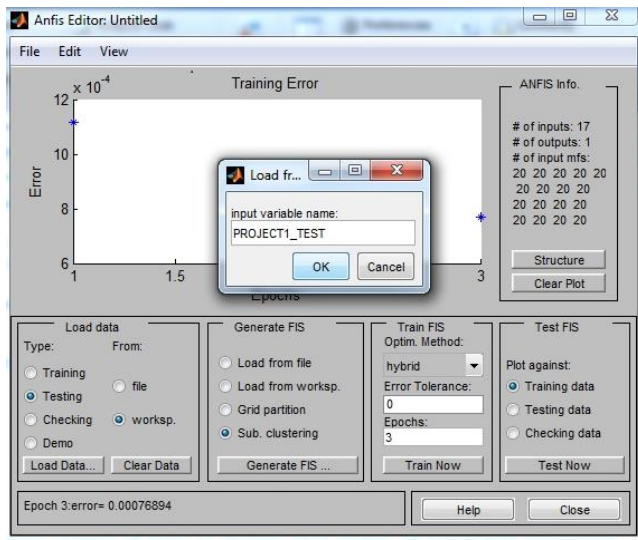 Anfis Editor: Untitled
File Edit View
Training Error
x 10-4
12
10
8
6
Error
1 1.5 3
Epochs
ANFIS Info.
# of inputs: 17
# of outputs: 1
# of input mfs:
20 20 20 20 20
20 20 20 20
20 20 20 20
20 20 20 20
Structure
Clear Plot
Load fr...
input variable name:
PROJECT1_TEST
OK Cancel
Load data
Type: From:
Training
Testing
Checking
Demo
file
worksp.
Load Data... Clear Data
Generate FIS
Load from file
Load from worksp.
Grid partition
Sub. clustering
Generate FIS ...
Train FIS
Optim. Method:
hybrid
Error Tolerance:
0
Epochs:
3
Train Now
Test FIS
Plot against:
Training data
Testing data
Checking data
Test Now
Epoch 3:error= 0.00076894
Help Close